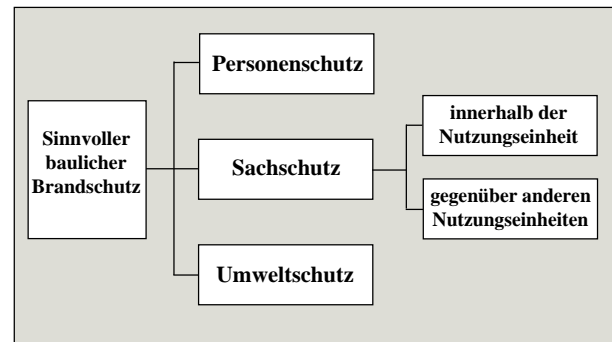 Sinnvoller
baulicher
Brandschutz
Personenschutz
Sachschutz
Umweltschutz
innerhalb der
Nutzungseinheit
gegenüber anderen
Nutzungseinheiten